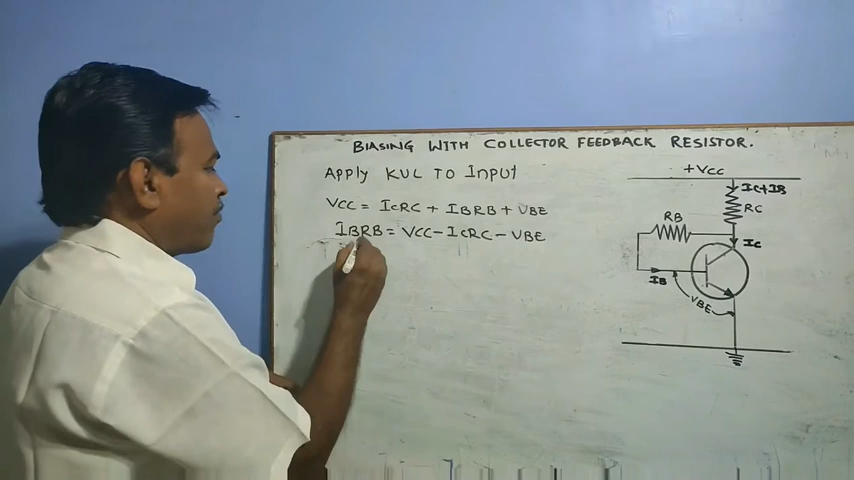 BIASING WITH COLLECTOR FEEDBACK RESISTOR.
Apply KVL To Input
VCC = ICRC + IBRB + VBE
IBRB = VCC - ICRC - VBE
+VCC
IC+IB
RC
RB
IC
IB
VBE